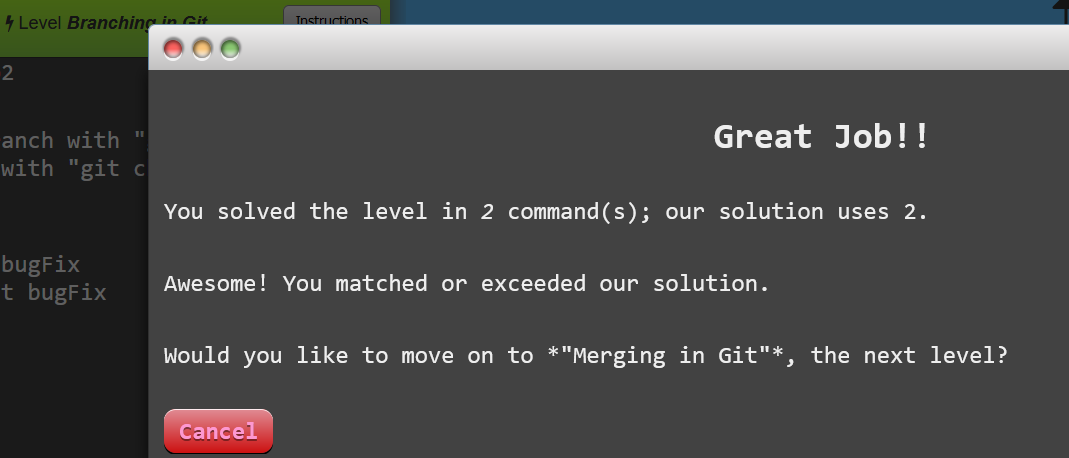 Level Branching in Git
Instructions
2
anch with "
with "git c
bugFix
t bugFix
Great Job!!
You solved the level in 2 command(s); our solution uses 2.
Awesome! You matched or exceeded our solution.
Would you like to move on to *"Merging in Git"*, the next level?
Cancel